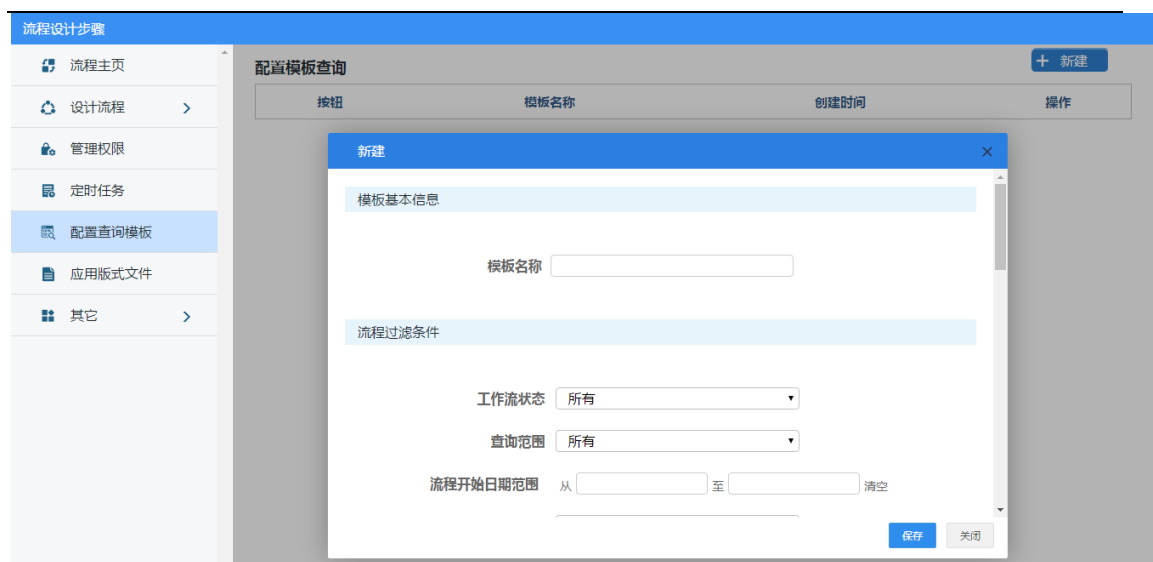 流程设计步骤
流程主页
设计流程
管理权限
定时任务
配置查询模板
应用版式文件
其它
配置模板查询
+ 新建
按钮 模板名称 创建时间 操作
新建 ×
模板基本信息
模板名称
流程过滤条件
工作流状态 所有
查询范围 所有
流程开始日期范围 从 至 清空
保存 关闭